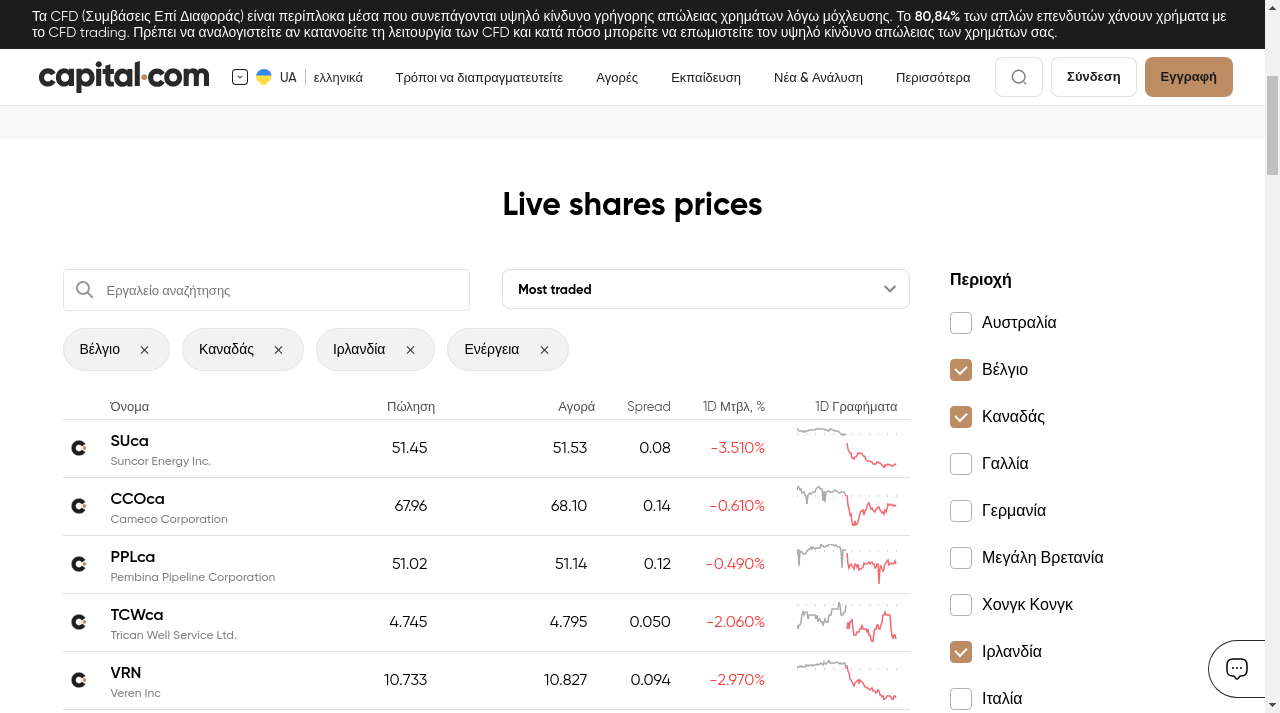 Τα CFD (Συμβάσεις Επί Διαφοράς) είναι περίπλοκα μέσα που συνεπάγονται υψηλό κίνδυνο γρήγορης απώλειας χρημάτων λόγω μόχλευσης. Το 80,84% των απλών επενδυτών χάνουν χρήματα με
το CFD trading. Πρέπει να αναλογιστείτε αν κατανοείτε τη λειτουργία των CFD και κατά πόσο μπορείτε να επωμιστείτε τον υψηλό κίνδυνο απώλειας των χρημάτων σας.
capital.com UA ελληνικά Τρόποι να διαπραγματευτείτε Αγορές Εκπαίδευση Νέα & Ανάλυση Περισσότερα Σύνδεση Εγγραφή
Live shares prices
Εργαλείο αναζήτησης Most traded
Βέλγιο Καναδάς Ιρλανδία Ενέργεια
Όνομα Πώληση Αγορά Spread 1D Μτβλ, % 1D Γραφήματα
SUca 51.45 51.53 0.08 -3.510%
Suncor Energy Inc.
CCOca 67.96 68.10 0.14 -0.610%
Cameco Corporation
PPLca 51.02 51.14 0.12 -0.490%
Pembina Pipeline Corporation
TCWca 4.745 4.795 0.050 -2.060%
Trican Well Service Ltd.
VRN 10.733 10.827 0.094 -2.970%
Veren Inc
Περιοχή
Αυστραλία
Βέλγιο
Καναδάς
Γαλλία
Γερμανία
Μεγάλη Βρετανία
Χονγκ Κονγκ
Ιρλανδία
Ιταλία